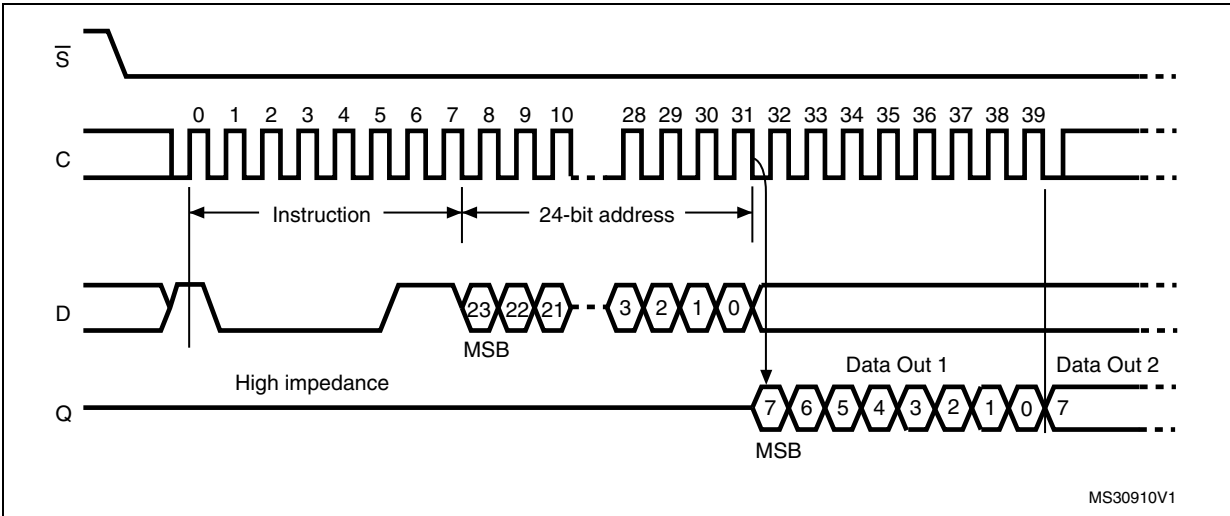 S̅
0 1 2 3 4 5 6 7 8 9 10 28 29 30 31 32 33 34 35 36 37 38 39
C
Instruction 24-bit address
D 23 22 21 3 2 1 0
MSB
High impedance Data Out 1 Data Out 2
Q 7 6 5 4 3 2 1 0 7
MSB
MS30910V1